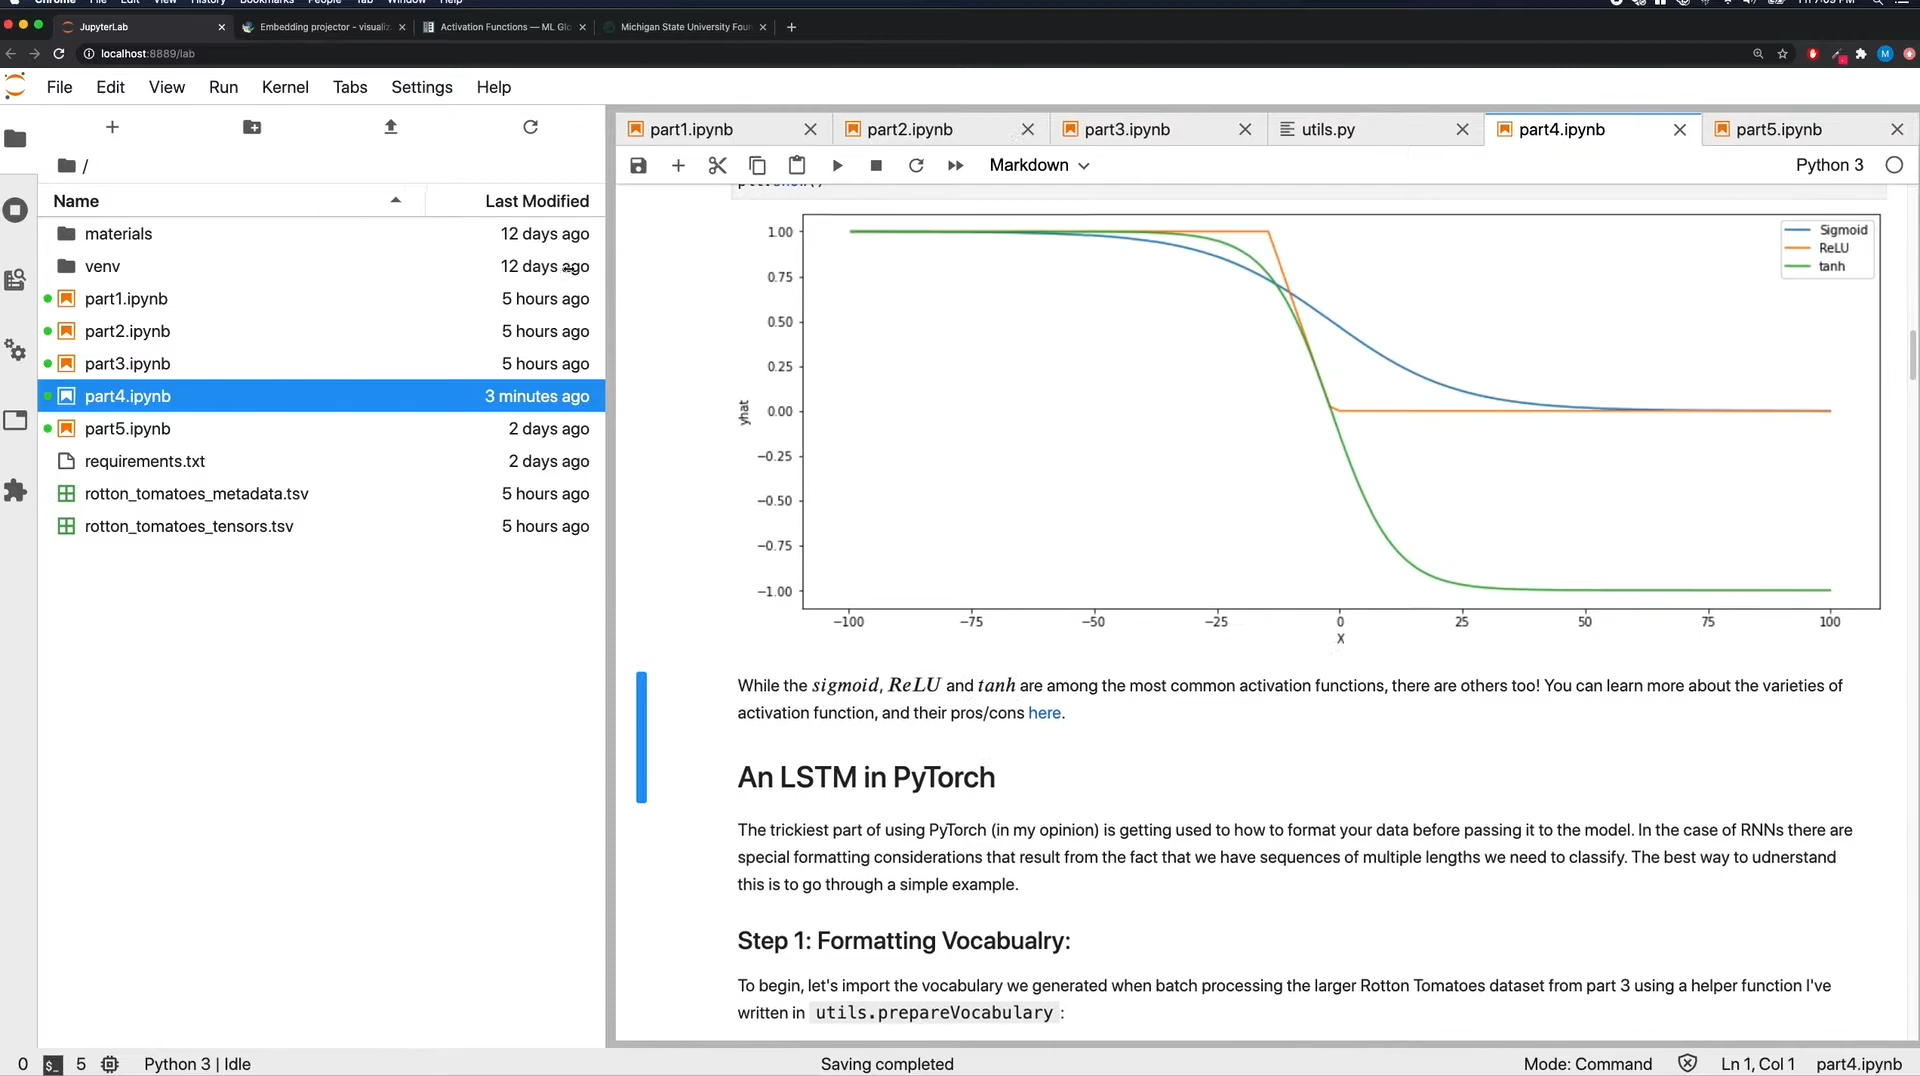 Chrome File Edit View History Bookmarks People Tab Window Help
JupyterLab
Embedding projector - visualiz
Activation Functions — ML Glo
Michigan State University Foun
localhost:8889/lab
M
File Edit View Run Kernel Tabs Settings Help
part1.ipynb
part2.ipynb
part3.ipynb
utils.py
part4.ipynb
part5.ipynb
/
Markdown
Python 3
Name Last Modified
materials 12 days ago
venv 12 days ago
part1.ipynb 5 hours ago
part2.ipynb 5 hours ago
part3.ipynb 5 hours ago
part4.ipynb 3 minutes ago
part5.ipynb 2 days ago
requirements.txt 2 days ago
rotton_tomatoes_metadata.tsv 5 hours ago
rotton_tomatoes_tensors.tsv 5 hours ago
Sigmoid
ReLU
tanh
1.00
0.75
0.50
0.25
0.00
−0.25
−0.50
−0.75
−1.00
yhat
−100 −75 −50 −25 0 25 50 75 100
X
While the sigmoid, ReLU and tanh are among the most common activation functions, there are others too! You can learn more about the varieties of
activation function, and their pros/cons here.
An LSTM in PyTorch
The trickiest part of using PyTorch (in my opinion) is getting used to how to format your data before passing it to the model. In the case of RNNs there are
special formatting considerations that result from the fact that we have sequences of multiple lengths we need to classify. The best way to udnerstand
this is to go through a simple example.
Step 1: Formatting Vocabualry:
To begin, let's import the vocabulary we generated when batch processing the larger Rotton Tomatoes dataset from part 3 using a helper function I've
written in utils.prepareVocabulary :
0 $_ 5 Python 3 | Idle Saving completed Mode: Command Ln 1, Col 1 part4.ipynb